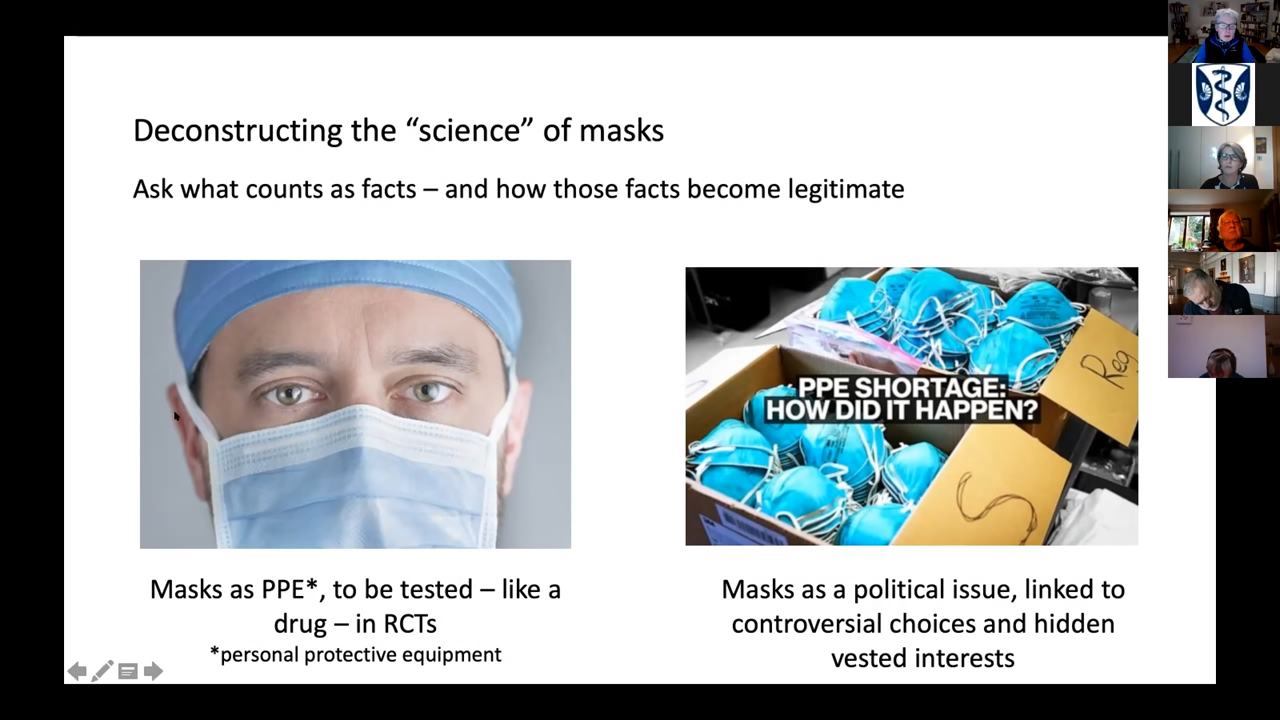 Deconstructing the “science” of masks
Ask what counts as facts – and how those facts become legitimate
PPE SHORTAGE:
HOW DID IT HAPPEN?
Reg
S
Masks as PPE*, to be tested – like a
drug – in RCTs
*personal protective equipment
Masks as a political issue, linked to
controversial choices and hidden
vested interests